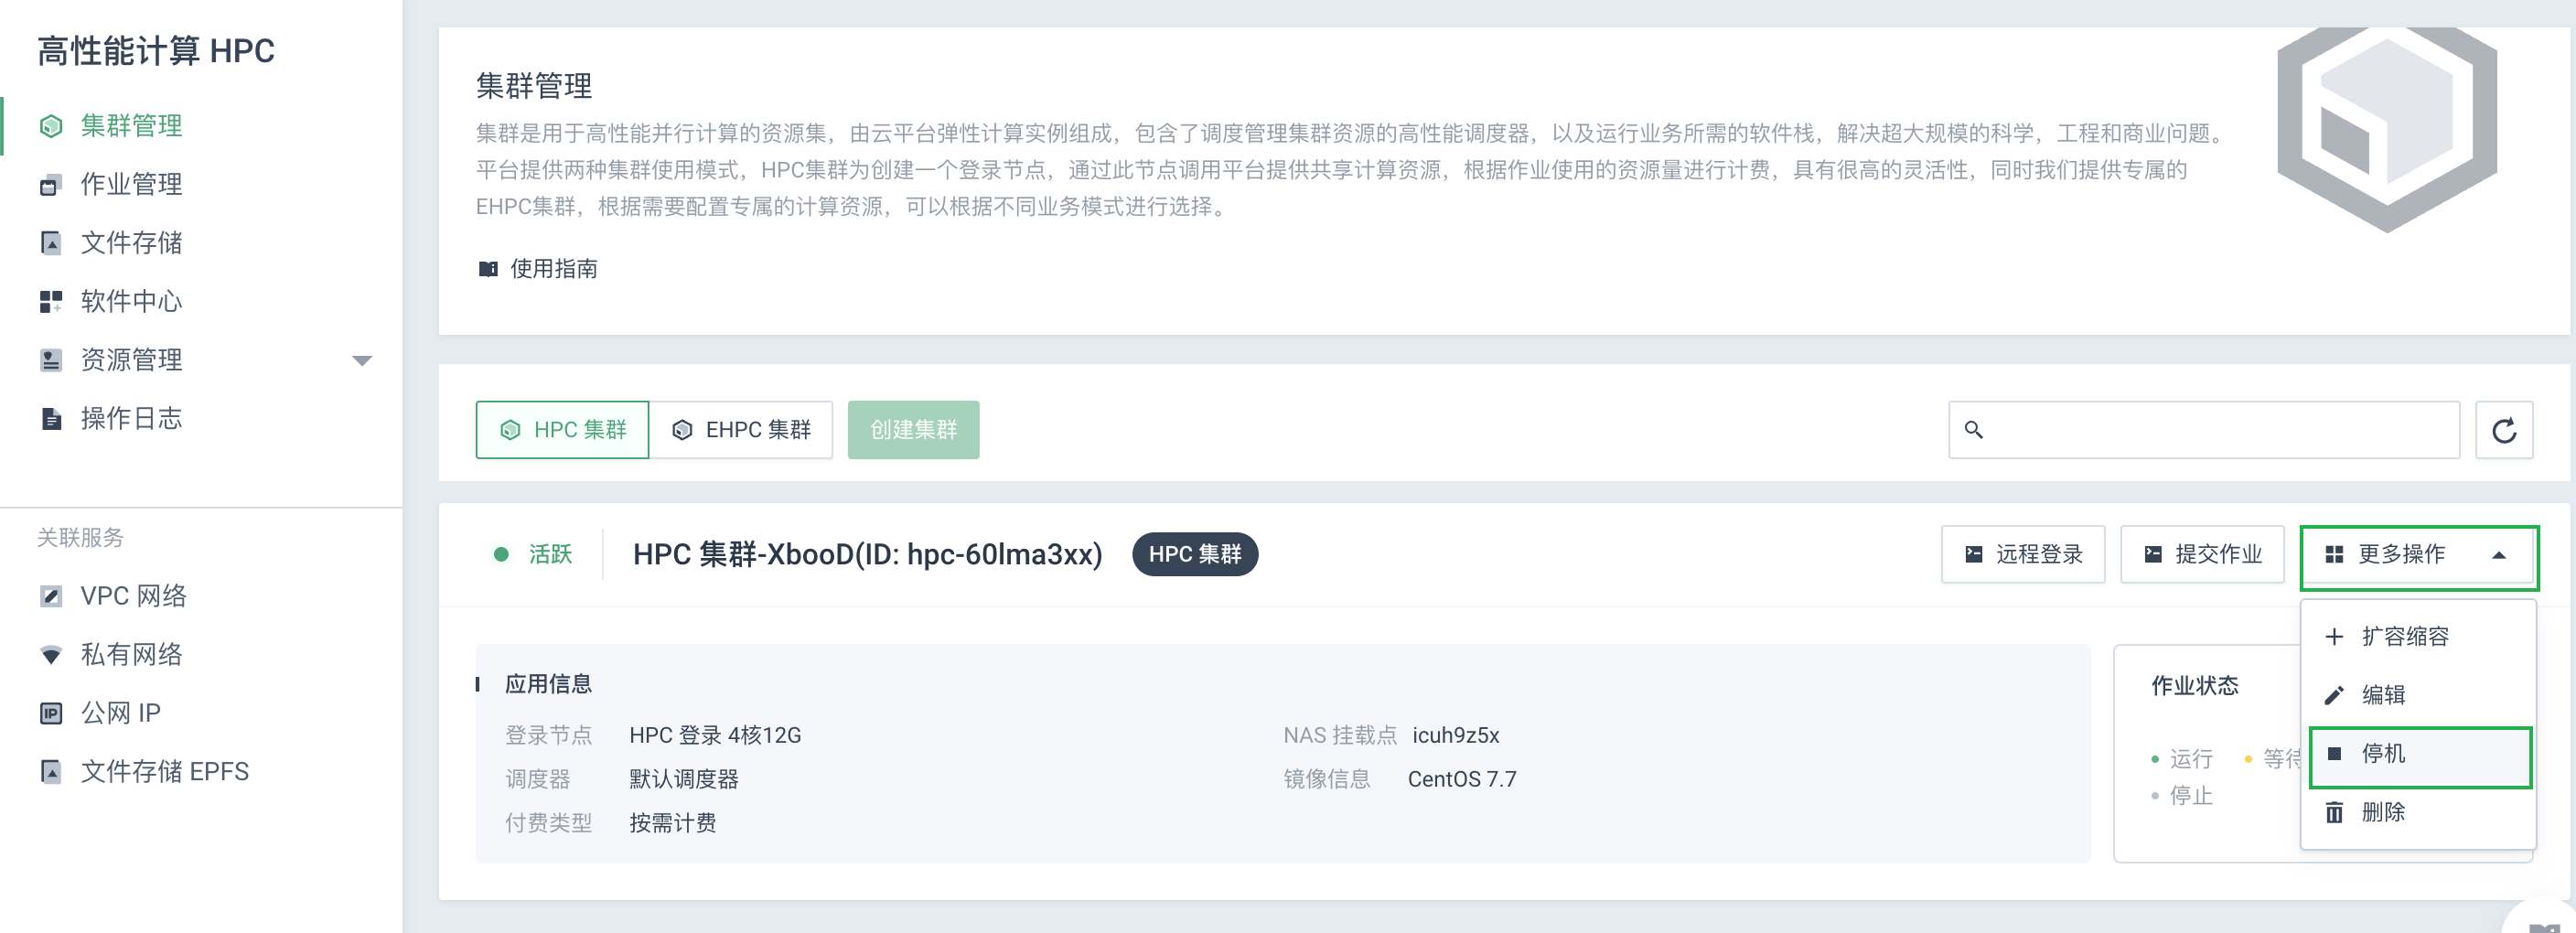 高性能计算 HPC
集群管理
作业管理
文件存储
软件中心
资源管理
操作日志
关联服务
VPC 网络
私有网络
公网 IP
文件存储 EPFS
集群管理
集群是用于高性能并行计算的资源集，由云平台弹性计算实例组成，包含了调度管理集群资源的高性能调度器，以及运行业务所需的软件栈，解决超大规模的科学，工程和商业问题。
平台提供两种集群使用模式，HPC集群为创建一个登录节点，通过此节点调用平台提供共享计算资源，根据作业使用的资源量进行计费，具有很高的灵活性，同时我们提供专属的
EHPC集群，根据需要配置专属的计算资源，可以根据不同业务模式进行选择。
使用指南
HPC 集群 EHPC 集群 创建集群
活跃 HPC 集群-XbooD(ID: hpc-60lma3xx) HPC 集群 远程登录 提交作业 更多操作
扩容缩容
编辑
停机
删除
应用信息
登录节点 HPC 登录 4核12G NAS 挂载点 icuh9z5x
调度器 默认调度器 镜像信息 CentOS 7.7
付费类型 按需计费
作业状态
运行 等待
停止